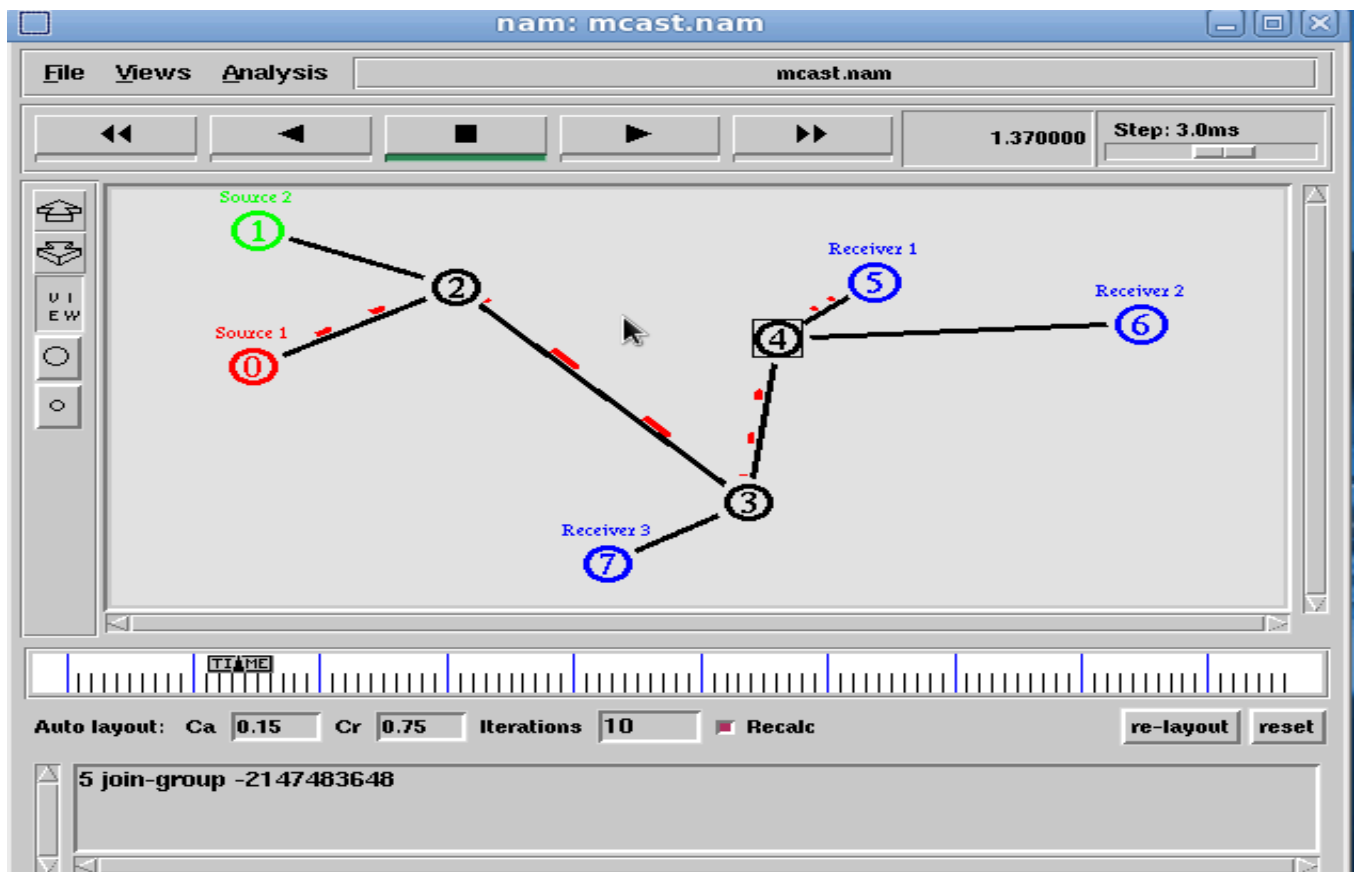 nam: mcast.nam
File Views Analysis mcast.nam
1.370000 Step: 3.0ms
Source 2
1
Receiver 1
2
5
Receiver 2
V I
E W
6
Source 1
4
0
3
Receiver 3
7
TIME
Auto layout: Ca 0.15 Cr 0.75 Iterations 10 Recalc re-layout reset
5 join-group -2147483648